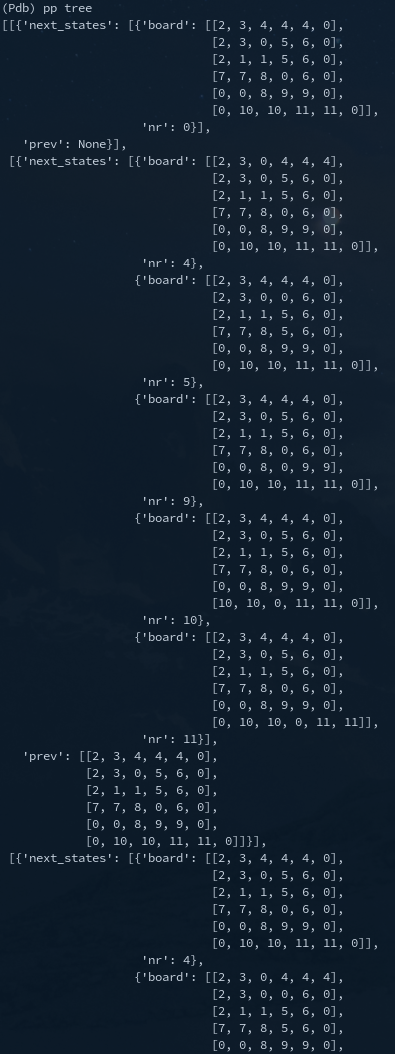 (Pdb) pp tree
[[{'next_states': [{'board': [[2, 3, 4, 4, 4, 0],
[2, 3, 0, 5, 6, 0],
[2, 1, 1, 5, 6, 0],
[7, 7, 8, 0, 6, 0],
[0, 0, 8, 9, 9, 0],
[0, 10, 10, 11, 11, 0]],
'nr': 0}],
'prev': None}],
[{'next_states': [{'board': [[2, 3, 0, 4, 4, 4],
[2, 3, 0, 5, 6, 0],
[2, 1, 1, 5, 6, 0],
[7, 7, 8, 0, 6, 0],
[0, 0, 8, 9, 9, 0],
[0, 10, 10, 11, 11, 0]],
'nr': 4},
{'board': [[2, 3, 4, 4, 4, 0],
[2, 3, 0, 0, 6, 0],
[2, 1, 1, 5, 6, 0],
[7, 7, 8, 5, 6, 0],
[0, 0, 8, 9, 9, 0],
[0, 10, 10, 11, 11, 0]],
'nr': 5},
{'board': [[2, 3, 4, 4, 4, 0],
[2, 3, 0, 5, 6, 0],
[2, 1, 1, 5, 6, 0],
[7, 7, 8, 0, 6, 0],
[0, 0, 8, 0, 9, 9],
[0, 10, 10, 11, 11, 0]],
'nr': 9},
{'board': [[2, 3, 4, 4, 4, 0],
[2, 3, 0, 5, 6, 0],
[2, 1, 1, 5, 6, 0],
[7, 7, 8, 0, 6, 0],
[0, 0, 8, 9, 9, 0],
[10, 10, 0, 11, 11, 0]],
'nr': 10},
{'board': [[2, 3, 4, 4, 4, 0],
[2, 3, 0, 5, 6, 0],
[2, 1, 1, 5, 6, 0],
[7, 7, 8, 0, 6, 0],
[0, 0, 8, 9, 9, 0],
[0, 10, 10, 0, 11, 11]],
'nr': 11}],
'prev': [[2, 3, 4, 4, 4, 0],
[2, 3, 0, 5, 6, 0],
[2, 1, 1, 5, 6, 0],
[7, 7, 8, 0, 6, 0],
[0, 0, 8, 9, 9, 0],
[0, 10, 10, 11, 11, 0]]}],
[{'next_states': [{'board': [[2, 3, 4, 4, 4, 0],
[2, 3, 0, 5, 6, 0],
[2, 1, 1, 5, 6, 0],
[7, 7, 8, 0, 6, 0],
[0, 0, 8, 9, 9, 0],
[0, 10, 10, 11, 11, 0]],
'nr': 4},
{'board': [[2, 3, 0, 4, 4, 4],
[2, 3, 0, 0, 6, 0],
[2, 1, 1, 5, 6, 0],
[7, 7, 8, 5, 6, 0],
[0, 0, 8, 9, 9, 0],